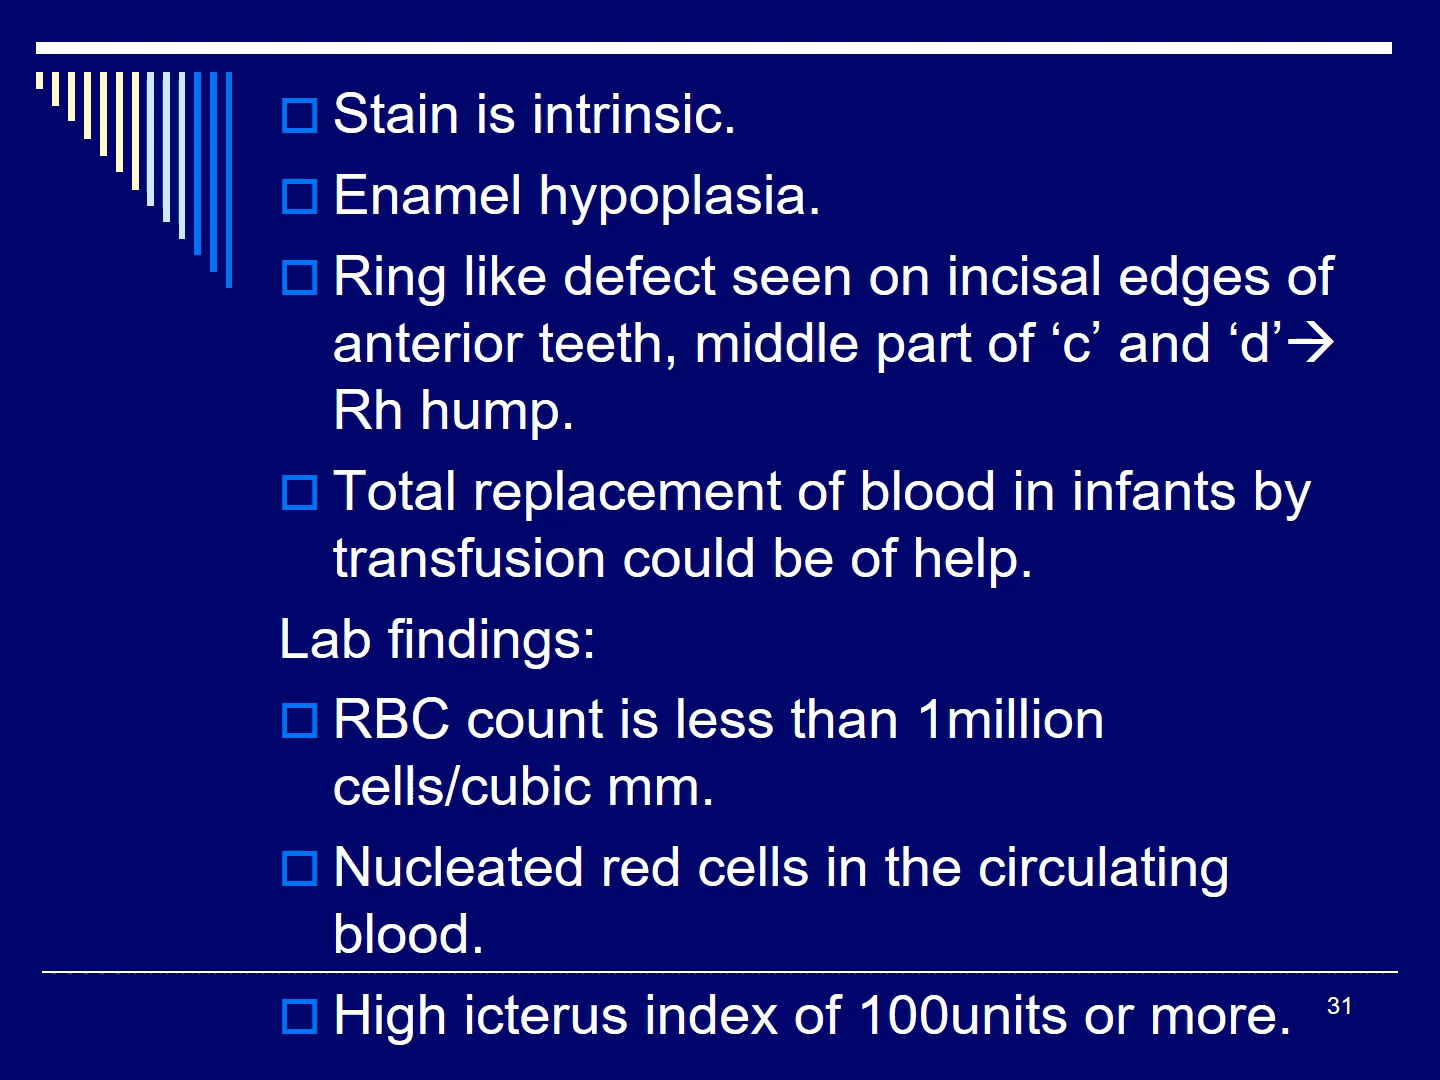 Stain is intrinsic.
Enamel hypoplasia.
Ring like defect seen on incisal edges of
anterior teeth, middle part of ‘c’ and ‘d’→
Rh hump.
Total replacement of blood in infants by
transfusion could be of help.
Lab findings:
RBC count is less than 1million
cells/cubic mm.
Nucleated red cells in the circulating
blood.
High icterus index of 100units or more.
31